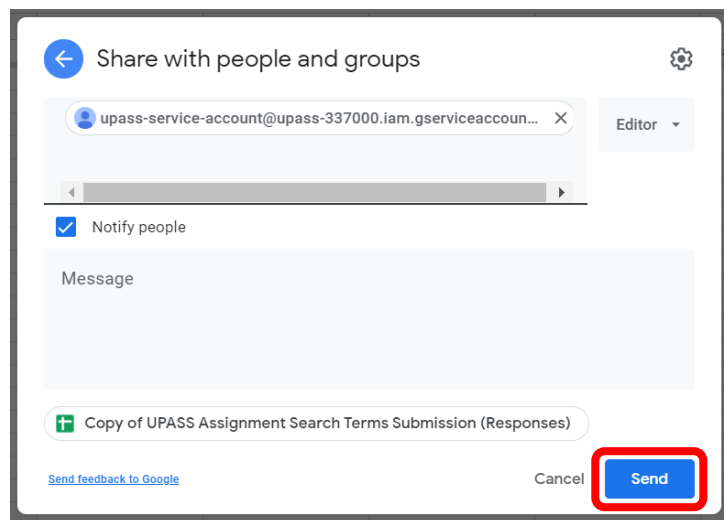 Share with people and groups
upass-service-account@upass-337000.iam.gserviceaccoun...
Editor
Notify people
Message
Copy of UPASS Assignment Search Terms Submission (Responses)
Send feedback to Google
Cancel
Send